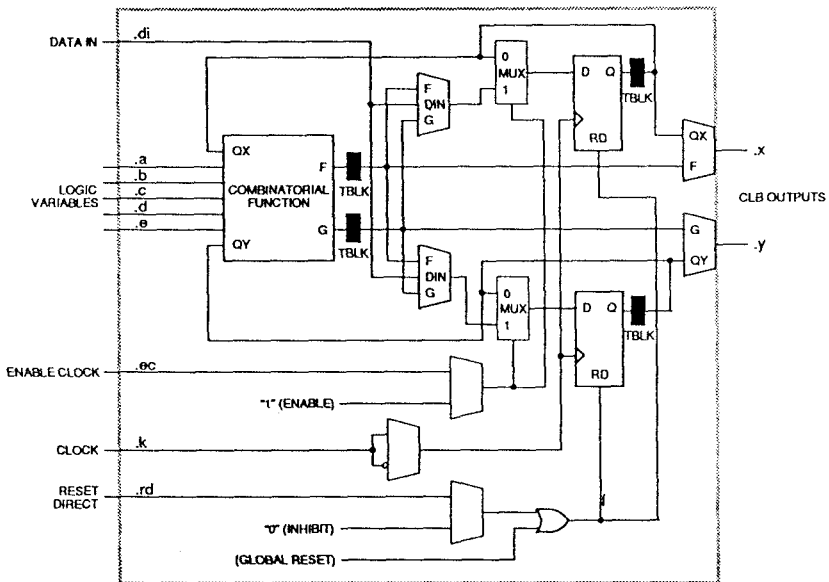 DATA IN
.di
0
MUX
1
D Q
TBLK
RD
F
DIN
G
QX
F
.x
QX
COMBINATORIAL
FUNCTION
QY
F
TBLK
G
TBLK
.a
.b
.c
.d
.e
LOGIC
VARIABLES
CLB OUTPUTS
G
QY
.y
F
DIN
G
0
MUX
1
D Q
TBLK
RD
ENABLE CLOCK
.ec
"1" (ENABLE)
CLOCK
.k
RESET
DIRECT
.rd
"0" (INHIBIT)
(GLOBAL RESET)